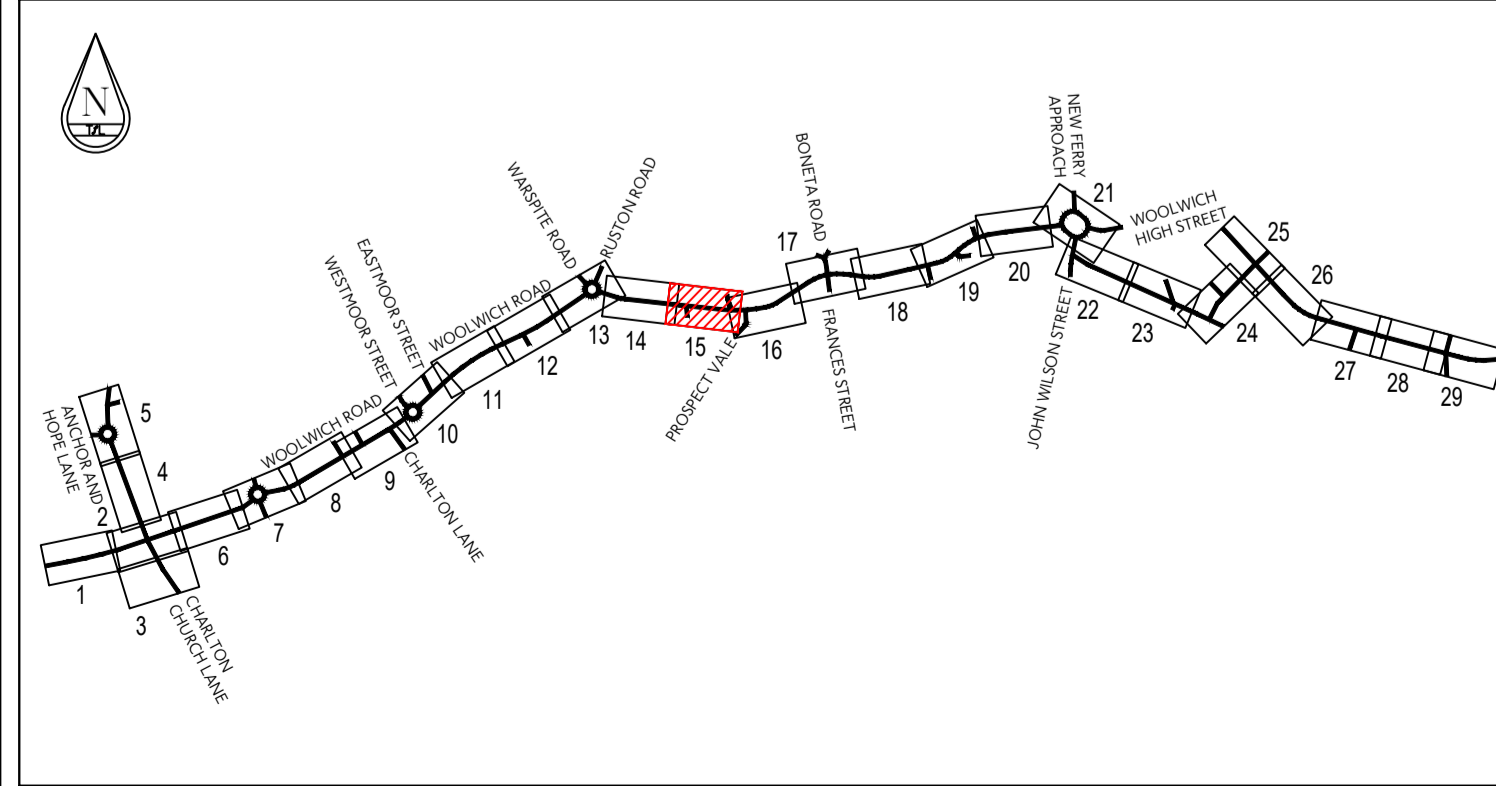 N
TfL
NEW FERRY
APPROACH
21
WOOLWICH
HIGH STREET
BONETA ROAD
17
25
26
RUSTON ROAD
WARSPITE ROAD
EASTMOOR STREET
WESTMOOR STREET
WOOLWICH ROAD
13
14
15
16
PROSPECT VALE
FRANCES STREET
18
19
20
22
23
24
JOHN WILSON STREET
27
28
29
12
11
10
WOOLWICH ROAD
9
8
7
CHARLTON LANE
5
ANCHOR AND
HOPE LANE
4
2
6
1
3
CHARLTON
CHURCH LANE